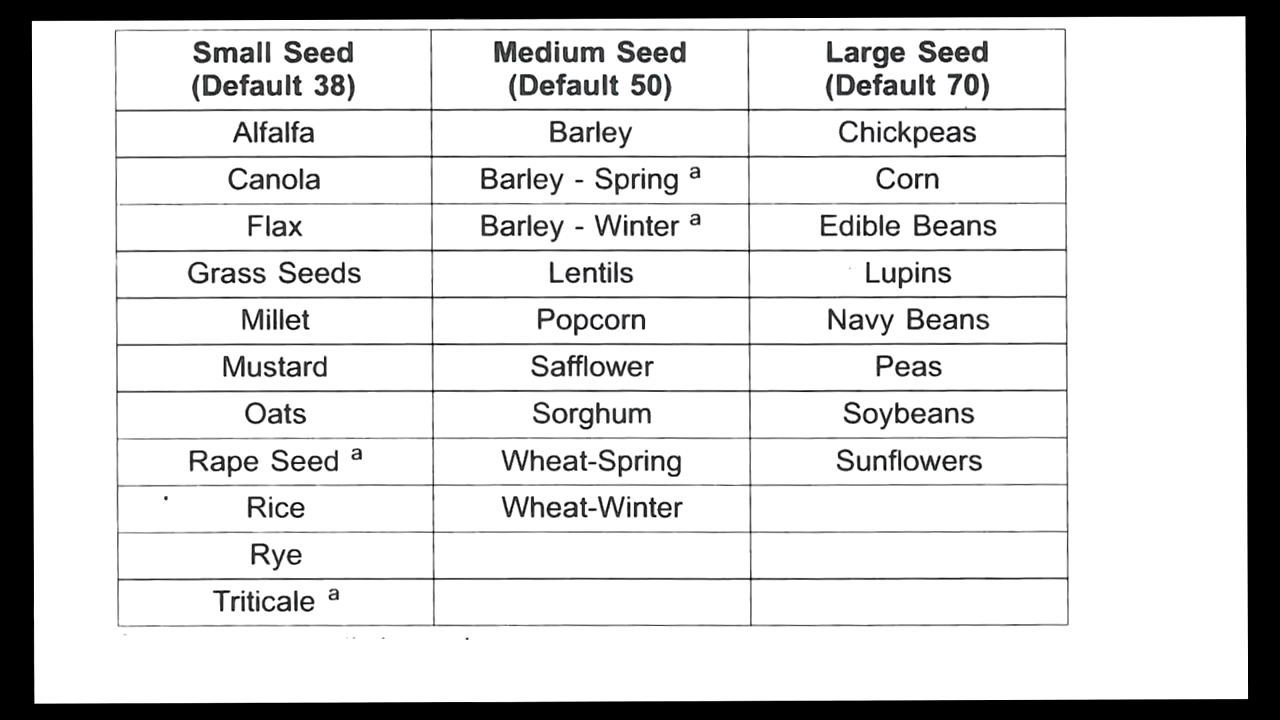 Small Seed (Default 38) Medium Seed (Default 50) Large Seed (Default 70)
Alfalfa Barley Chickpeas
Canola Barley - Spring ᵃ Corn
Flax Barley - Winter ᵃ Edible Beans
Grass Seeds Lentils Lupins
Millet Popcorn Navy Beans
Mustard Safflower Peas
Oats Sorghum Soybeans
Rape Seed ᵃ Wheat-Spring Sunflowers
Rice Wheat-Winter
Rye
Triticale ᵃ